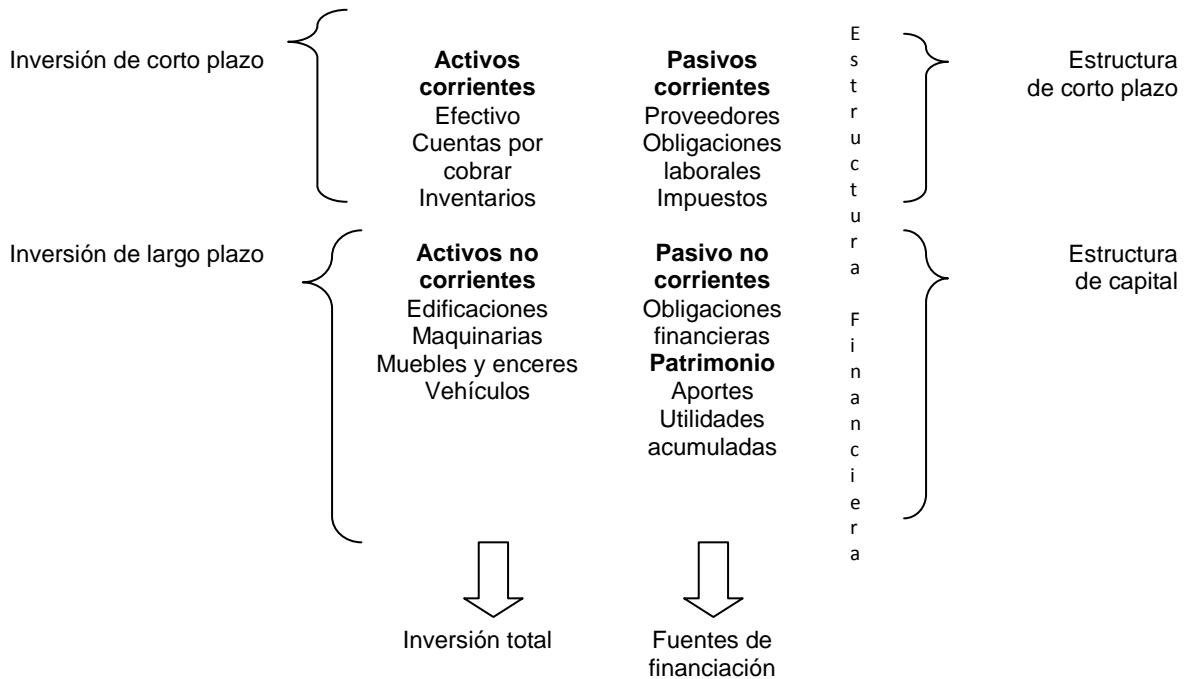 Inversión de corto plazo
Activos
corrientes
Efectivo
Cuentas por
cobrar
Inventarios
Pasivos
corrientes
Proveedores
Obligaciones
laborales
Impuestos
Estructura Financiera
Estructura
de corto plazo
Inversión de largo plazo
Activos no
corrientes
Edificaciones
Maquinarias
Muebles y enceres
Vehículos
Pasivo no
corrientes
Obligaciones
financieras
Patrimonio
Aportes
Utilidades
acumuladas
Estructura
de capital
Inversión total
Fuentes de
financiación